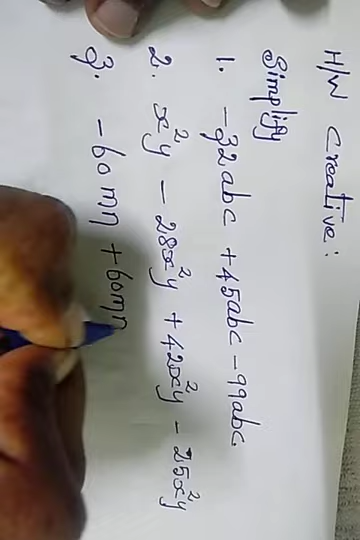 H/W Creative:
Simplify
1. -32abc + 45abc - 99abc
2. x²y - 28x²y + 42x²y - 25x²y
3. -60mn + 60mn